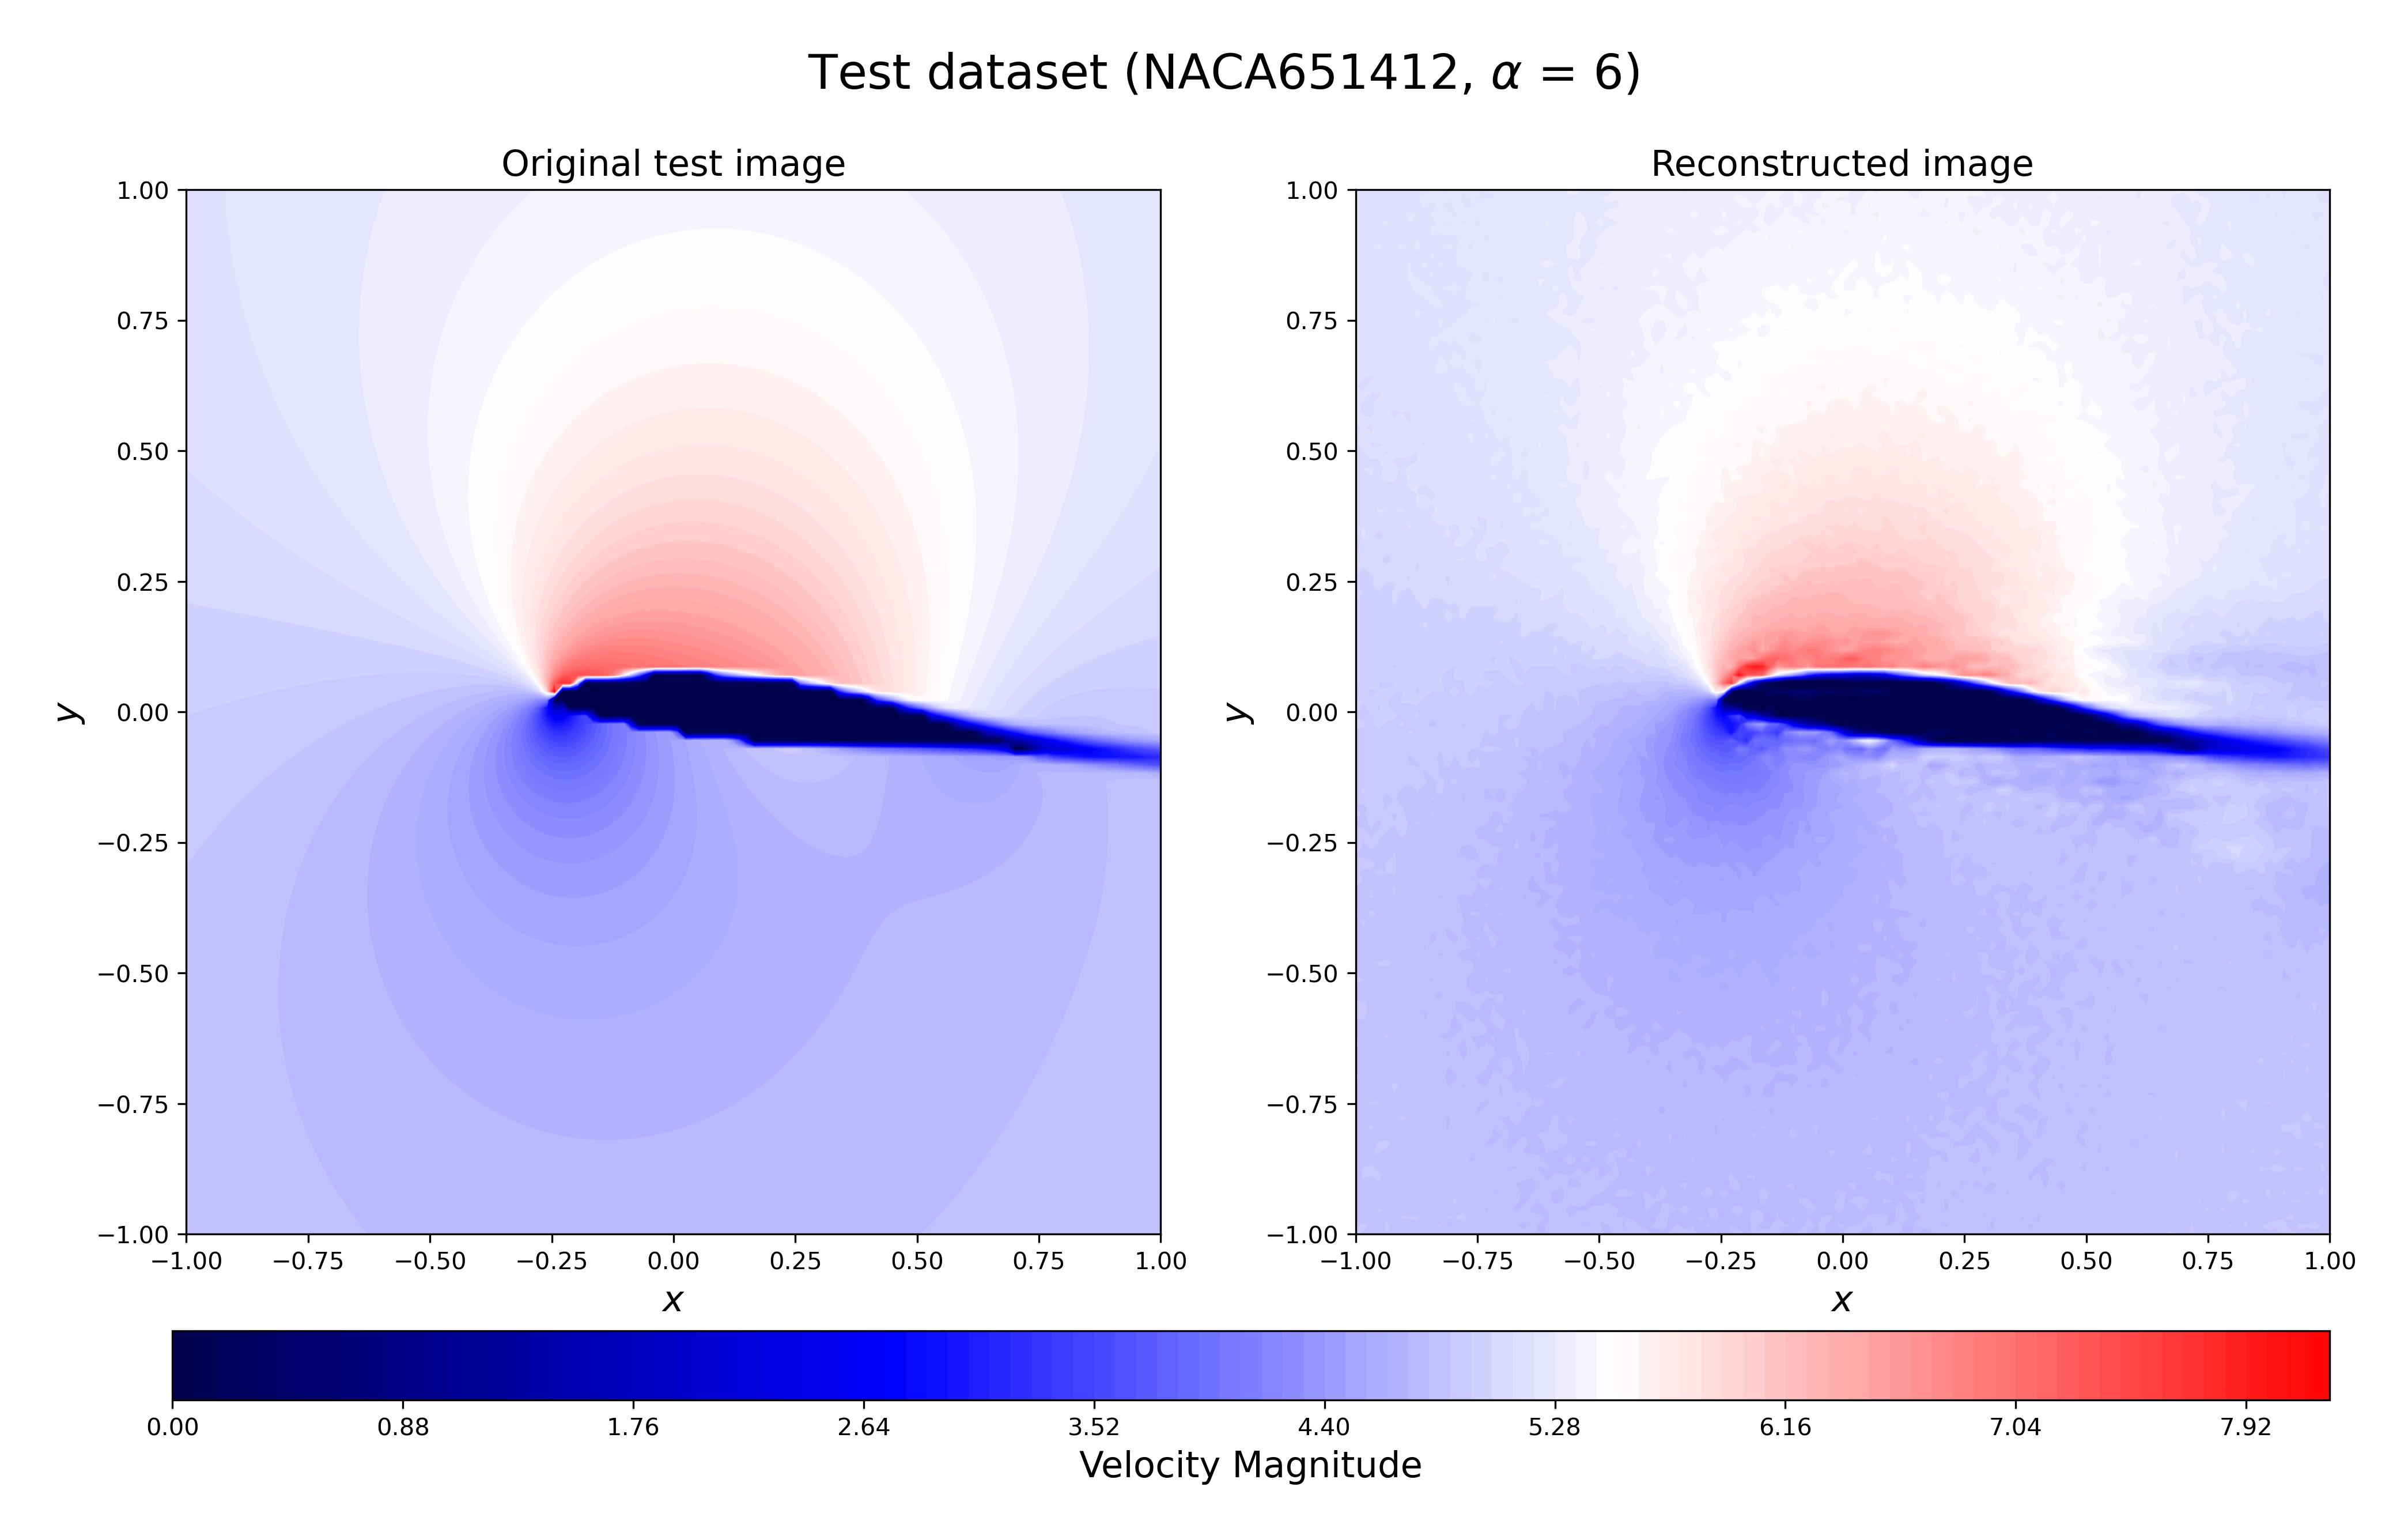 Test dataset (NACA651412, α = 6)
Original test image
Reconstructed image
1.00
0.75
0.50
0.25
0.00
−0.25
−0.50
−0.75
−1.00
y
−1.00 −0.75 −0.50 −0.25 0.00 0.25 0.50 0.75 1.00
x
1.00
0.75
0.50
0.25
0.00
−0.25
−0.50
−0.75
−1.00
y
−1.00 −0.75 −0.50 −0.25 0.00 0.25 0.50 0.75 1.00
x
0.00 0.88 1.76 2.64 3.52 4.40 5.28 6.16 7.04 7.92
Velocity Magnitude